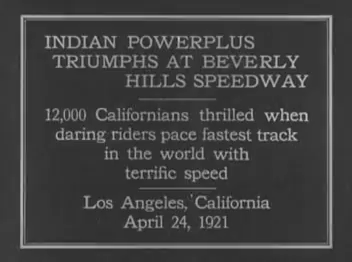 INDIAN POWERPLUS
TRIUMPHS AT BEVERLY
HILLS SPEEDWAY
12,000 Californians thrilled when
daring riders pace fastest track
in the world with
terrific speed
Los Angeles, California
April 24, 1921